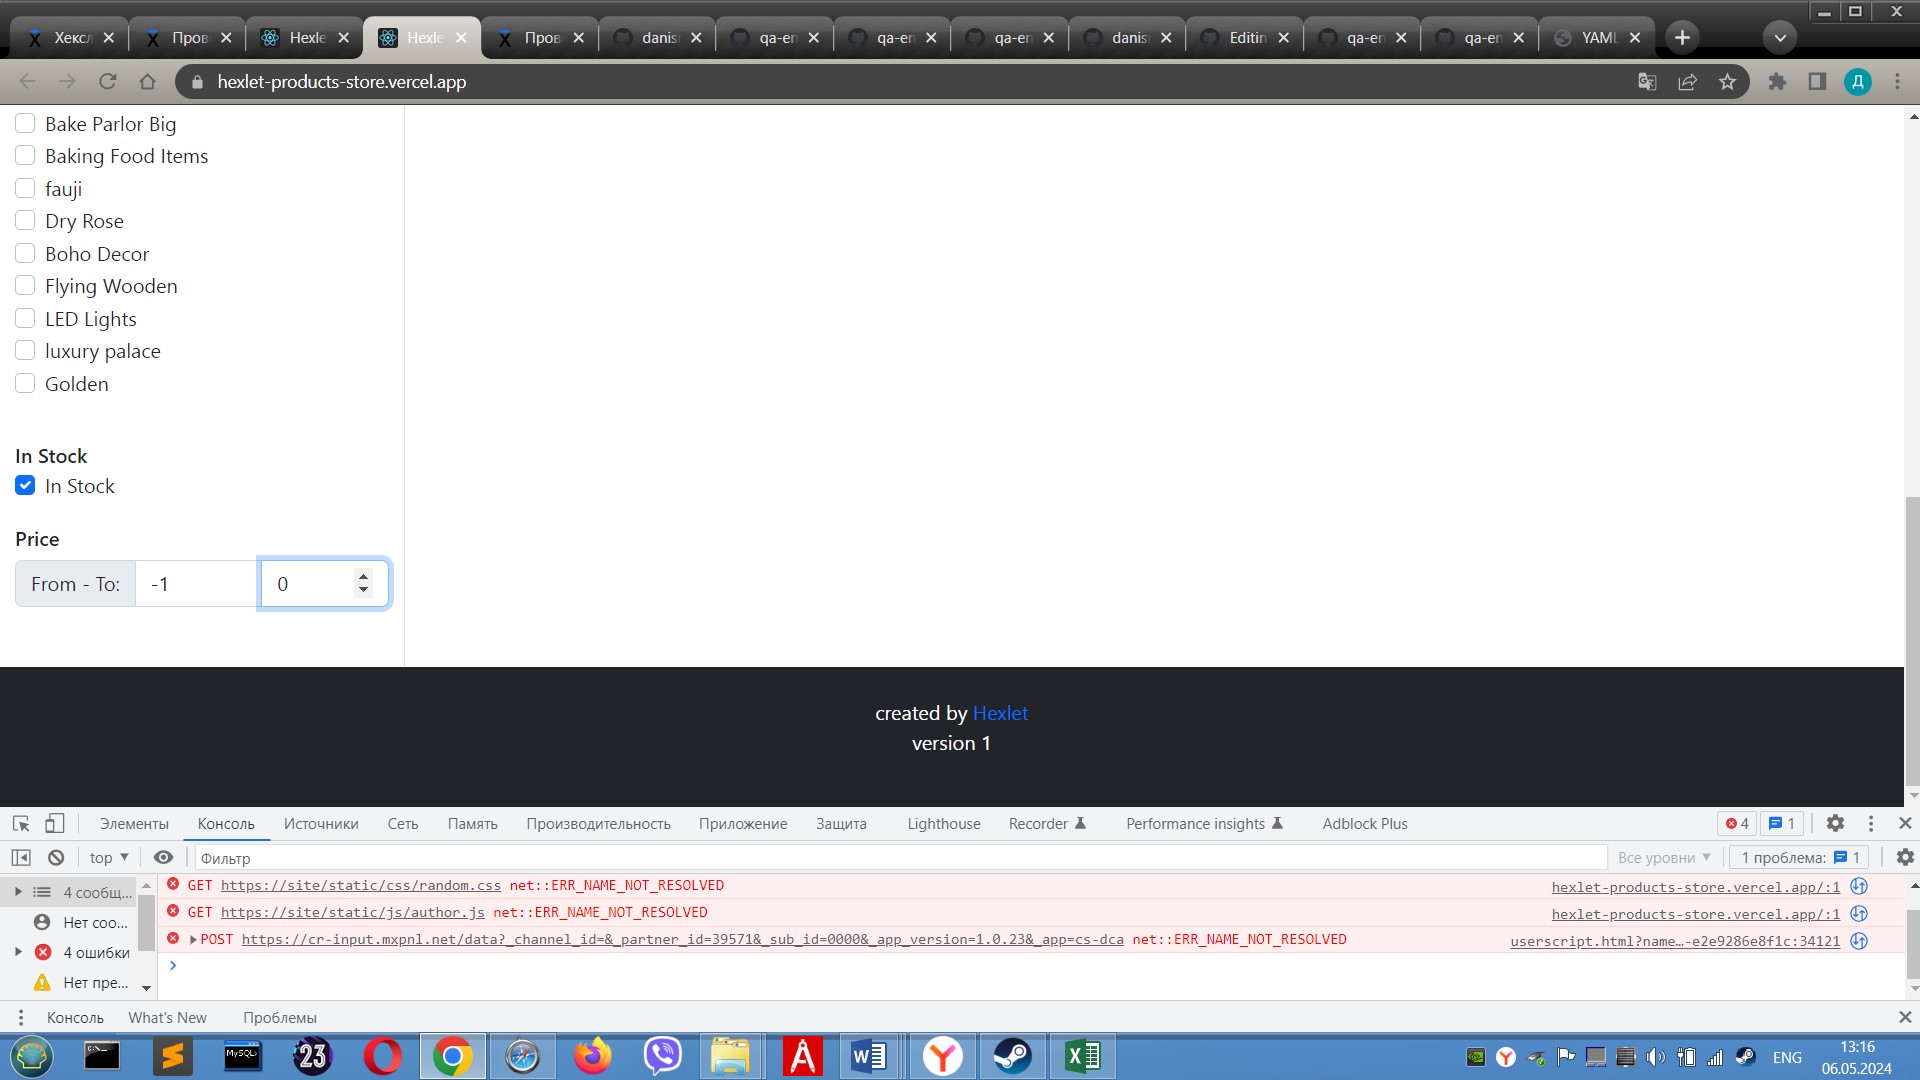 Хексл
Пров
Hexle
Hexle
Пров
danis
qa-en
qa-en
qa-en
danis
Editin
qa-en
qa-en
YAML
hexlet-products-store.vercel.app
Д
Bake Parlor Big
Baking Food Items
fauji
Dry Rose
Boho Decor
Flying Wooden
LED Lights
luxury palace
Golden
In Stock
In Stock
Price
From - To: -1 0
created by Hexlet
version 1
Элементы Консоль Источники Сеть Память Производительность Приложение Защита Lighthouse Recorder Performance insights Adblock Plus 4 1
top Фильтр Все уровни 1 проблема: 1
4 сообщ...
Нет соо...
4 ошибки
Нет пре...
GET https://site/static/css/random.css net::ERR_NAME_NOT_RESOLVED hexlet-products-store.vercel.app/:1
GET https://site/static/js/author.js net::ERR_NAME_NOT_RESOLVED hexlet-products-store.vercel.app/:1
POST https://cr-input.mxpnl.net/data?_channel_id=&_partner_id=39571&_sub_id=0000&_app_version=1.0.23&_app=cs-dca net::ERR_NAME_NOT_RESOLVED userscript.html?name…-e2e9286e8f1c:34121
Консоль What's New Проблемы
MySQL 23
ENG
13:16
06.05.2024